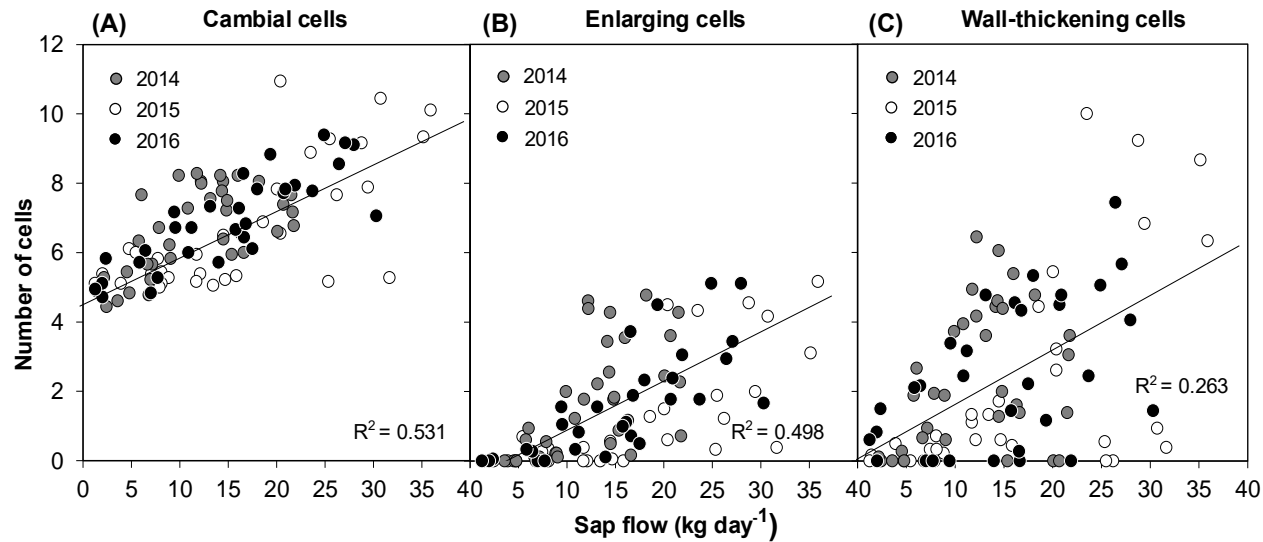 (A) Cambial cells (B) Enlarging cells (C) Wall-thickening cells
12
10
8
6
4
2
0
Number of cells
2014
2015
2016
R² = 0.531
2014
2015
2016
R² = 0.498
2014
2015
2016
R² = 0.263
0 5 10 15 20 25 30 35 40 5 10 15 20 25 30 35 40 5 10 15 20 25 30 35 40
Sap flow (kg day⁻¹)